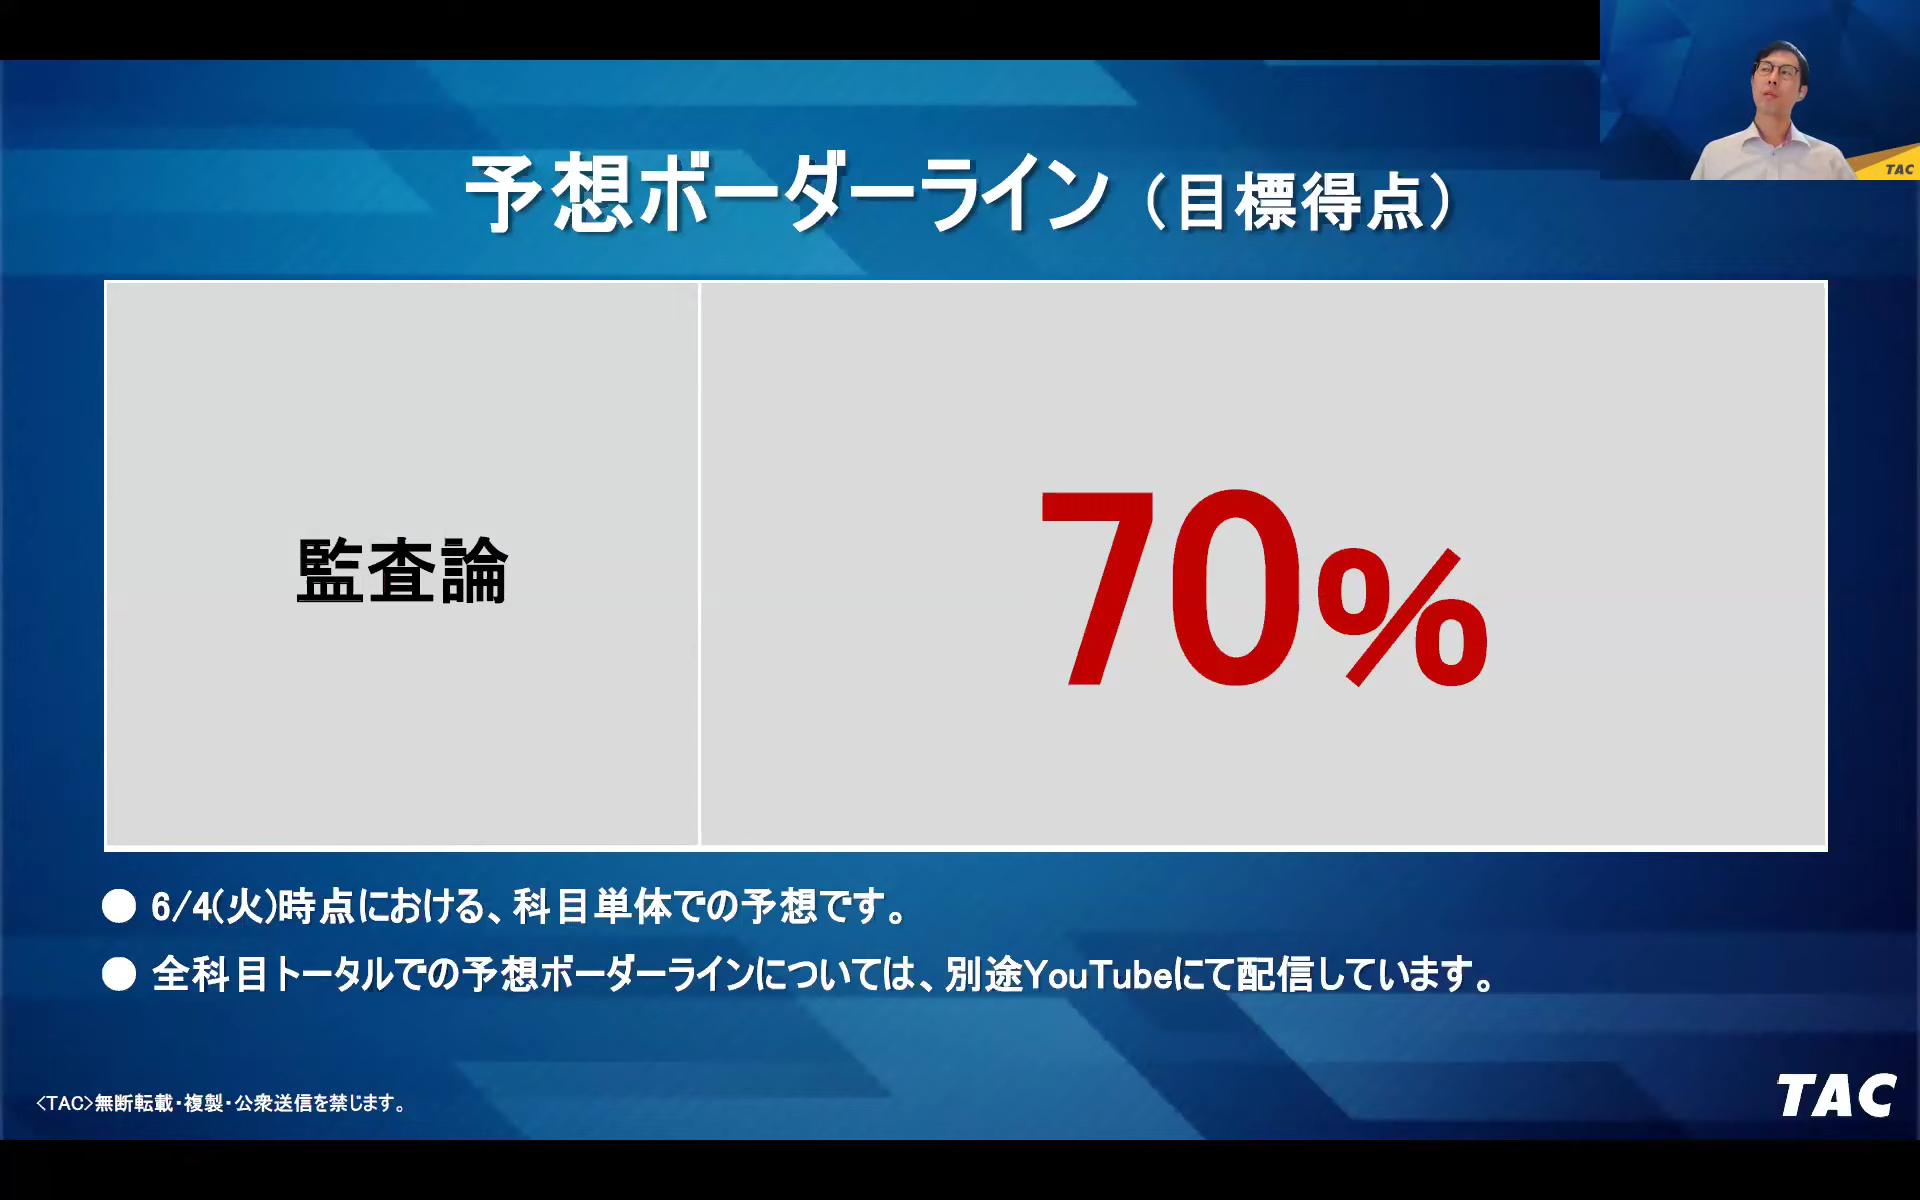 TAC
予想ボーダーライン（目標得点）
監査論
70%
● 6/4(火)時点における、科目単体での予想です。
● 全科目トータルでの予想ボーダーラインについては、別途YouTubeにて配信しています。
<TAC>無断転載・複製・公衆送信を禁じます。
TAC